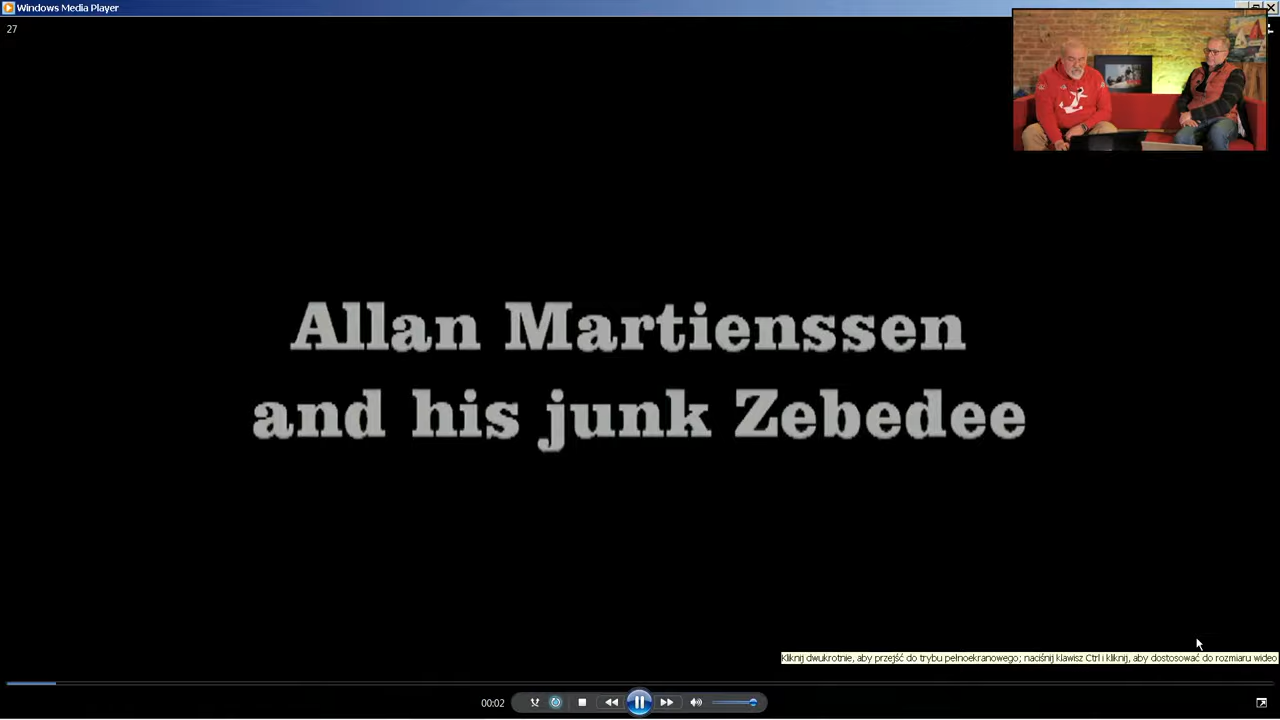 Windows Media Player
27
Allan Martienssen
and his junk Zebedee
Kliknij dwukrotnie, aby przejść do trybu pełnoekranowego; naciśnij klawisz Ctrl i kliknij, aby dostosować do rozmiaru wideo
00:02